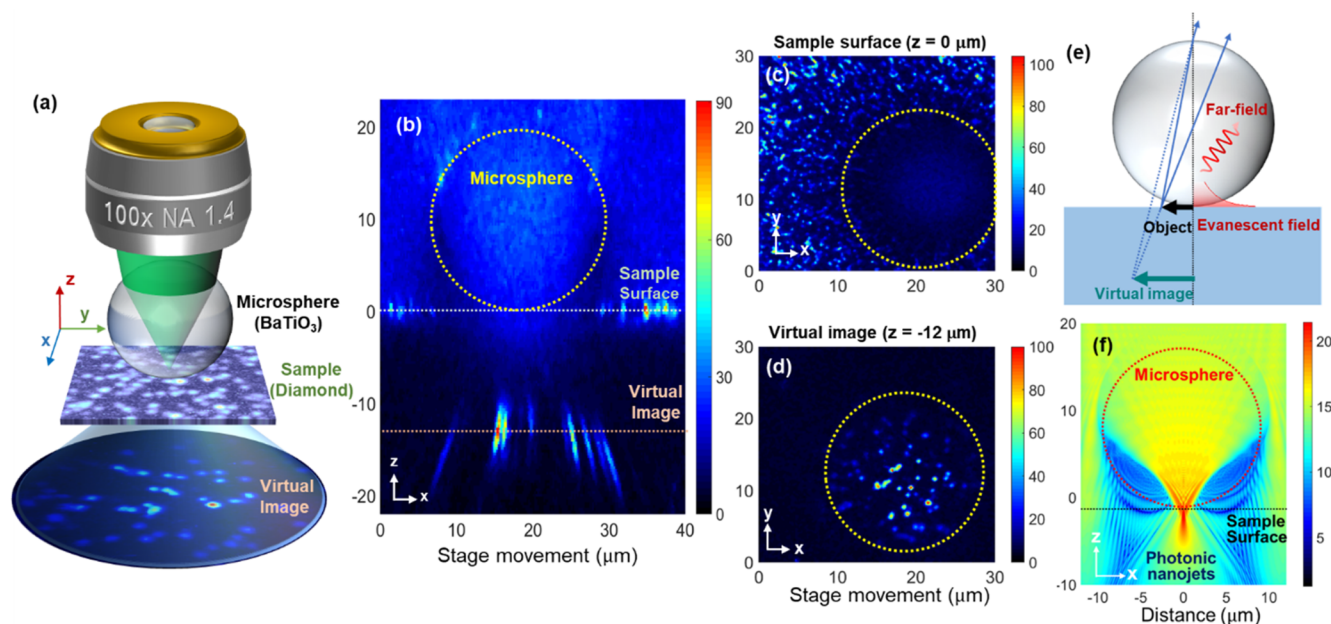 (a)
100x NA 1.4
z
y
x
Microsphere
(BaTiO₃)
Sample
(Diamond)
Virtual
Image
(b)
Microsphere
Sample
Surface
Virtual
Image
z
x
20
10
0
-10
-20
0
10
20
30
40
Stage movement (μm)
90
60
30
0
Sample surface (z = 0 μm)
(c)
y
x
30
20
10
0
0
10
20
30
100
80
60
40
20
0
Virtual image (z = -12 μm)
(d)
y
x
30
20
10
0
0
10
20
30
Stage movement (μm)
100
80
60
40
20
0
(e)
Far-field
Object
Evanescent field
Virtual image
(f)
Microsphere
Sample
Surface
Photonic
nanojets
z
x
20
10
0
-10
-10
-5
0
5
10
Distance (μm)
20
15
10
5